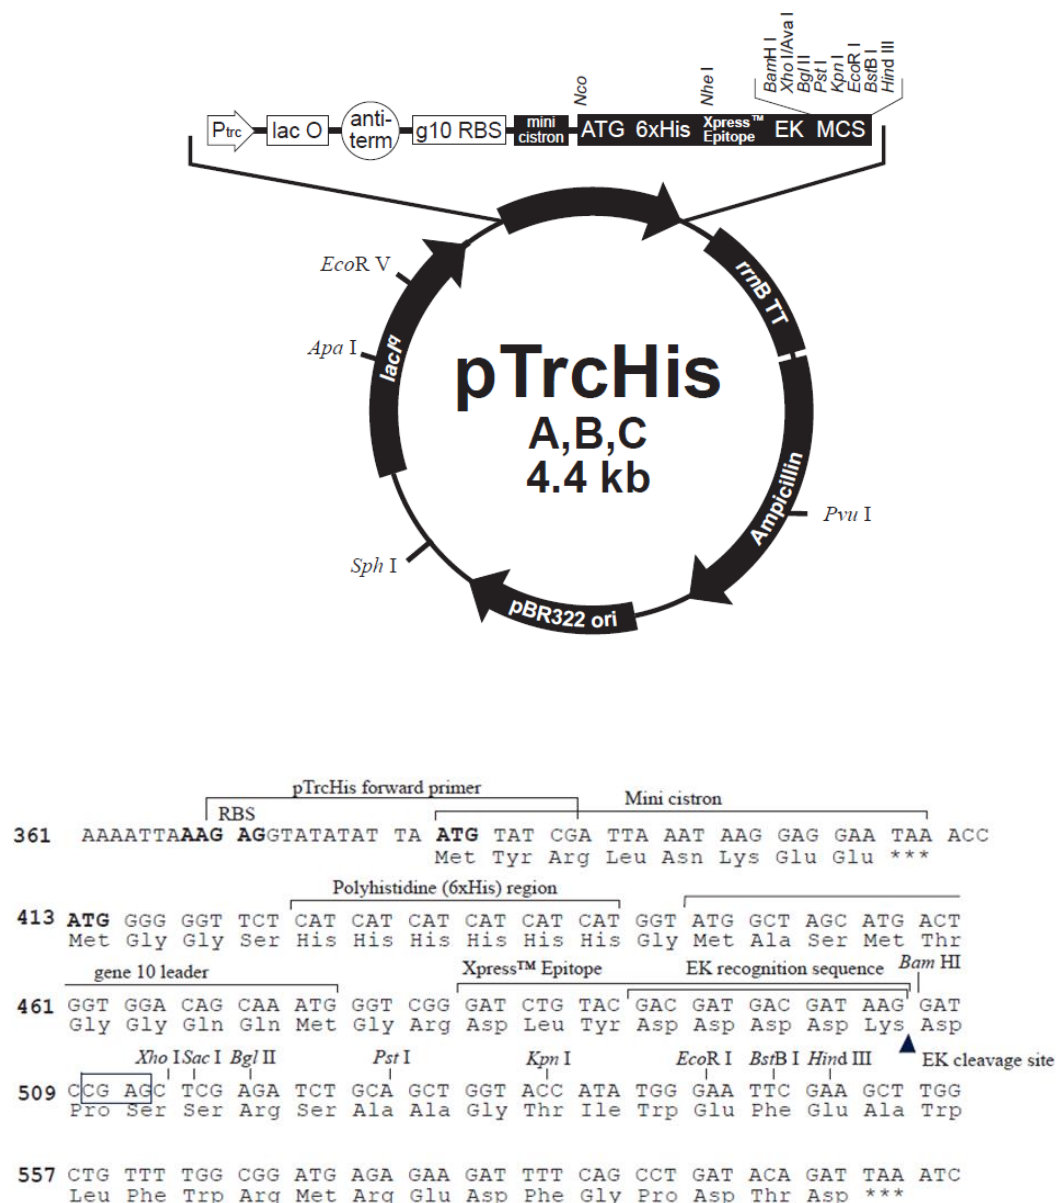 Nco
Nhe I
BamH I
Xho I/Ava I
Bgl II
Pst I
Kpn I
EcoR I
BstB I
Hind III
Ptrc lac O anti-term g10 RBS mini cistron ATG 6xHis Xpress™ Epitope EK MCS
EcoR V
Apa I
lacIq
rrnB TT
pTrcHis
A,B,C
4.4 kb
Ampicillin
Pvu I
Sph I
pBR322 ori
pTrcHis forward primer
RBS Mini cistron
361 AAAATTAAAG AGGTATATAT TA ATG TAT CGA TTA AAT AAG GAG GAA TAA ACC
Met Tyr Arg Leu Asn Lys Glu Glu ***
Polyhistidine (6xHis) region
413 ATG GGG GGT TCT CAT CAT CAT CAT CAT CAT GGT ATG GCT AGC ATG ACT
Met Gly Gly Ser His His His His His His Gly Met Ala Ser Met Thr
gene 10 leader Xpress™ Epitope EK recognition sequence Bam HI
461 GGT GGA CAG CAA ATG GGT CGG GAT CTG TAC GAC GAT GAC GAT AAG GAT
Gly Gly Gln Gln Met Gly Arg Asp Leu Tyr Asp Asp Asp Asp Lys Asp
Xho I Sac I Bgl II Pst I Kpn I EcoR I BstB I Hind III EK cleavage site
509 CCG AGC TCG AGA TCT GCA GCT GGT ACC ATA TGG GAA TTC GAA GCT TGG
Pro Ser Ser Arg Ser Ala Ala Gly Thr Ile Trp Glu Phe Glu Ala Trp
557 CTG TTT TGG CGG ATG AGA GAA GAT TTT CAG CCT GAT ACA GAT TAA ATC
Leu Phe Trp Arg Met Arg Glu Asp Phe Gly Pro Asp Thr Asp ***